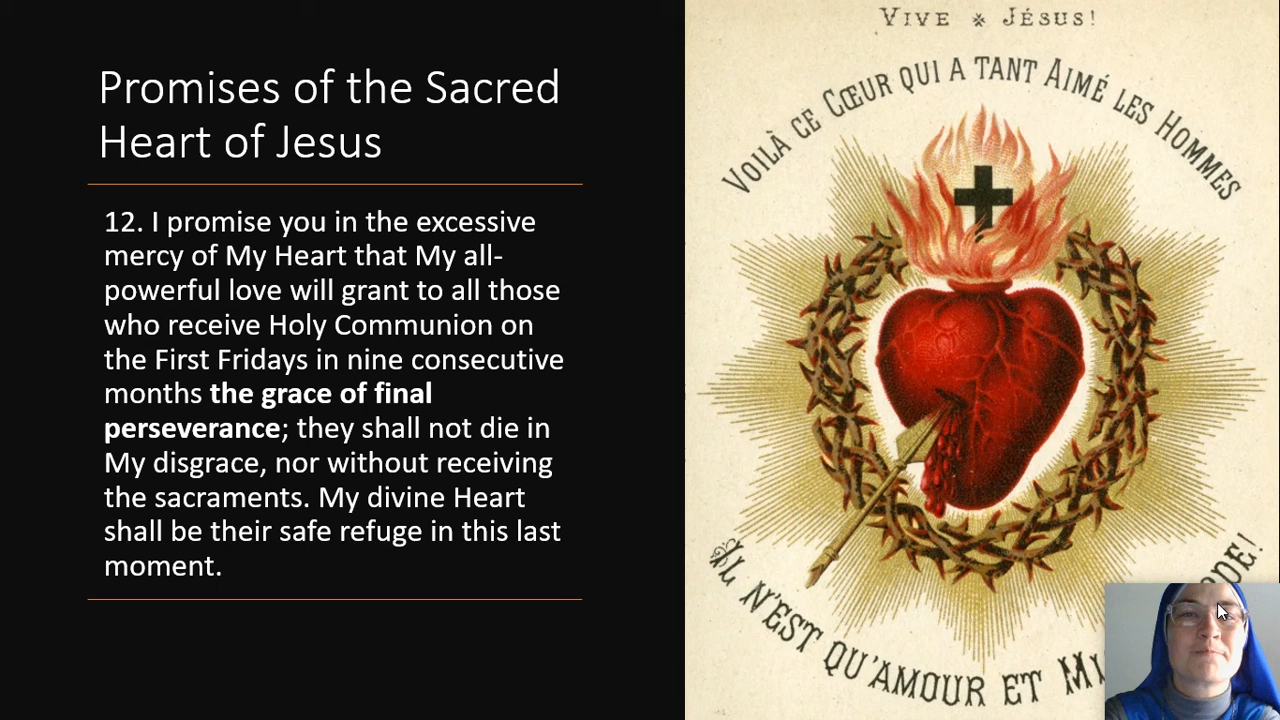 Promises of the Sacred
Heart of Jesus
12. I promise you in the excessive
mercy of My Heart that My all-
powerful love will grant to all those
who receive Holy Communion on
the First Fridays in nine consecutive
months the grace of final
perseverance; they shall not die in
My disgrace, nor without receiving
the sacraments. My divine Heart
shall be their safe refuge in this last
moment.
VIVE * JÉSUS!
VOILÀ CE CŒUR QUI A TANT AIMÉ LES HOMMES
IL N'EST QU'AMOUR ET